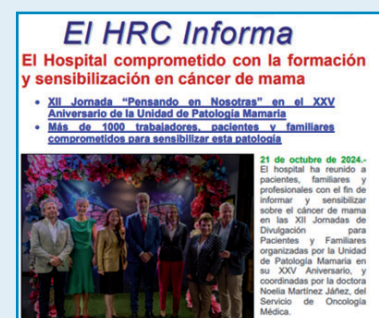 El HRC Informa
El Hospital comprometido con la formación
y sensibilización en cáncer de mama
• XII Jornada “Pensando en Nosotras” en el XXV
Aniversario de la Unidad de Patología Mamaria
• Más de 1000 trabajadores, pacientes y familiares
comprometidos para sensibilizar esta patología
21 de octubre de 2024.-
El hospital ha reunido a
pacientes, familiares y
profesionales con el fin de
informar y sensibilizar
sobre el cáncer de mama
en las XII Jornadas de
Divulgación para
Pacientes y Familiares
organizadas por la Unidad
de Patología Mamaria en
su XXV Aniversario, y
coordinadas por la doctora
Noelia Martínez Jáñez, del
Servicio de Oncología
Médica.